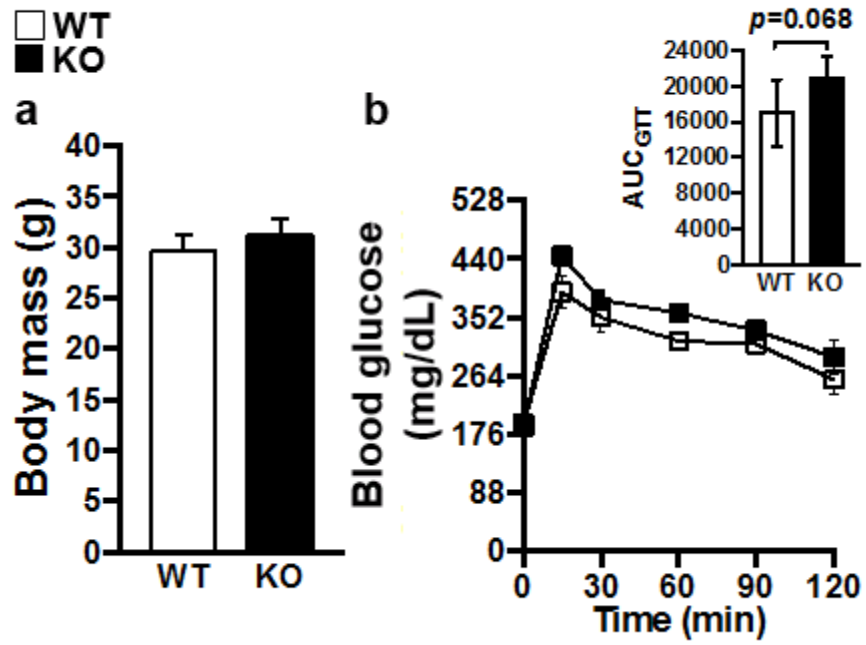 WT
KO
a
Body mass (g)
40
35
30
25
20
15
10
5
0
WT KO
b
Blood glucose
(mg/dL)
528
440
352
264
176
88
0
0 30 60 90 120
Time (min)
p=0.068
AUCGTT
24000
20000
16000
12000
8000
4000
0
WT KO